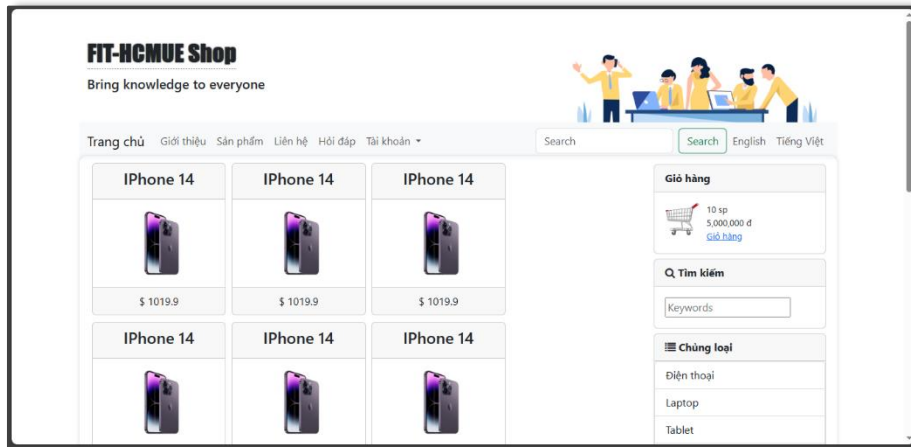 FIT-HCMUE Shop
Bring knowledge to everyone
Trang chủ Giới thiệu Sản phẩm Liên hệ Hỏi đáp Tài khoản Search Search English Tiếng Việt
IPhone 14 IPhone 14 IPhone 14
$ 1019.9 $ 1019.9 $ 1019.9
IPhone 14 IPhone 14 IPhone 14
Giỏ hàng
10 sp
5,000,000 đ
Giỏ hàng
Tìm kiếm
Keywords
Chủng loại
Điện thoại
Laptop
Tablet